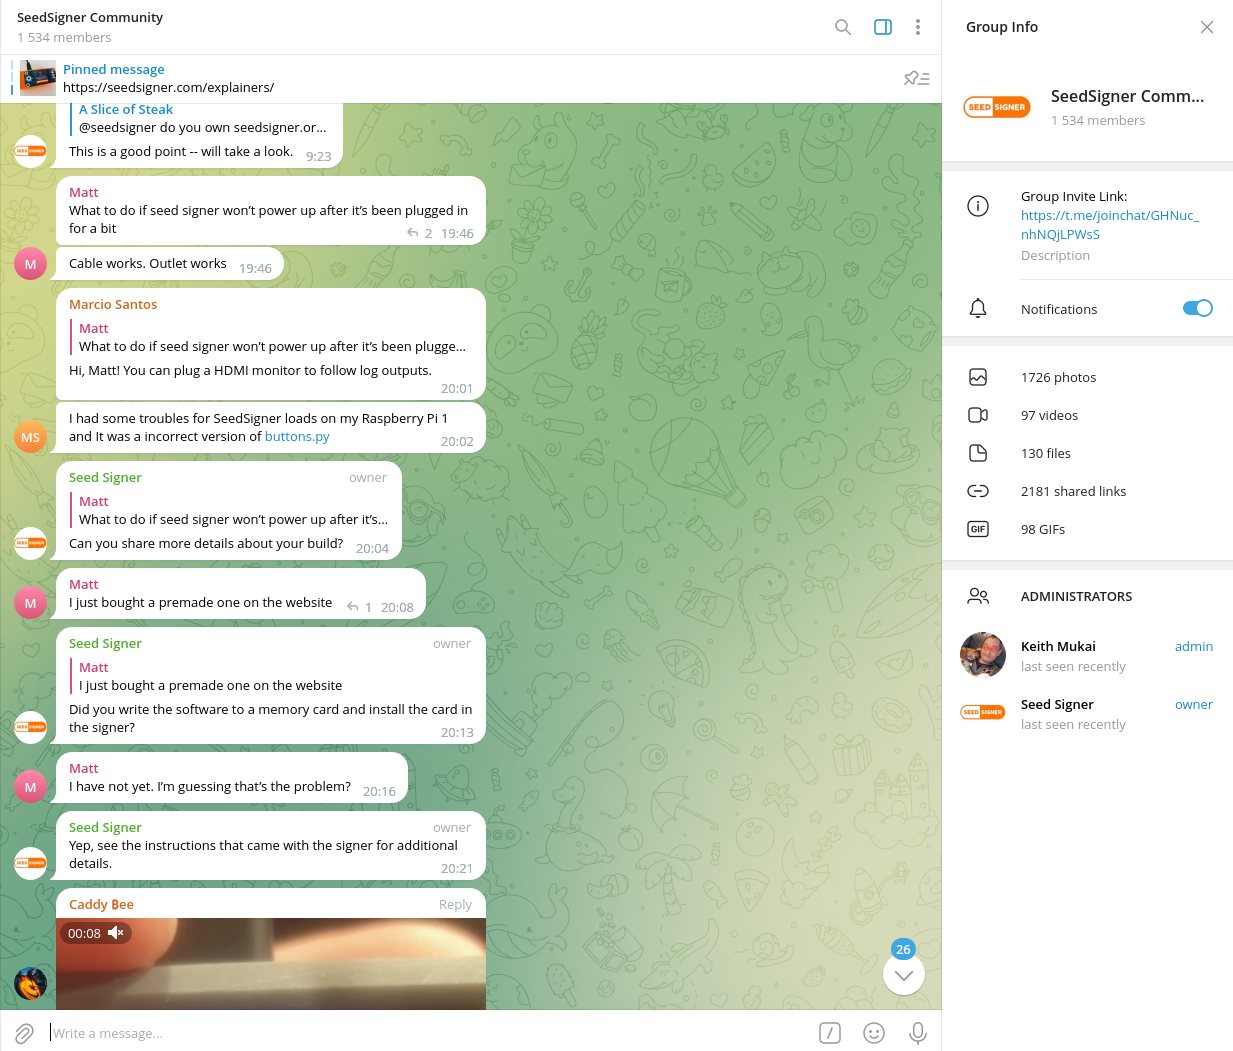 SeedSigner Community
1 534 members
Pinned message
https://seedsigner.com/explainers/
A Slice of Steak
@seedsigner do you own seedsigner.or...
This is a good point -- will take a look. 9:23
SEED SIGNER
Matt
What to do if seed signer won’t power up after it’s been plugged in
for a bit 2 19:46
M
Cable works. Outlet works 19:46
Marcio Santos
Matt
What to do if seed signer won’t power up after it’s been plugge...
Hi, Matt! You can plug a HDMI monitor to follow log outputs.
20:01
I had some troubles for SeedSigner loads on my Raspberry Pi 1
and It was a incorrect version of buttons.py 20:02
MS
Seed Signer owner
Matt
What to do if seed signer won’t power up after it’s...
Can you share more details about your build? 20:04
SEED SIGNER
Matt
I just bought a premade one on the website 1 20:08
M
Seed Signer owner
Matt
I just bought a premade one on the website
Did you write the software to a memory card and install the card in
the signer? 20:13
SEED SIGNER
Matt
I have not yet. I’m guessing that’s the problem? 20:16
M
Seed Signer owner
Yep, see the instructions that came with the signer for additional
details. 20:21
SEED SIGNER
Caddy ₿ee Reply
00:08
26
Write a message...
Group Info
SEED SIGNER
SeedSigner Comm...
1 534 members
Group Invite Link:
https://t.me/joinchat/GHNuc_
nhNQjLPWsS
Description
Notifications
1726 photos
97 videos
130 files
2181 shared links
GIF 98 GIFs
ADMINISTRATORS
Keith Mukai admin
last seen recently
SEED SIGNER
Seed Signer owner
last seen recently